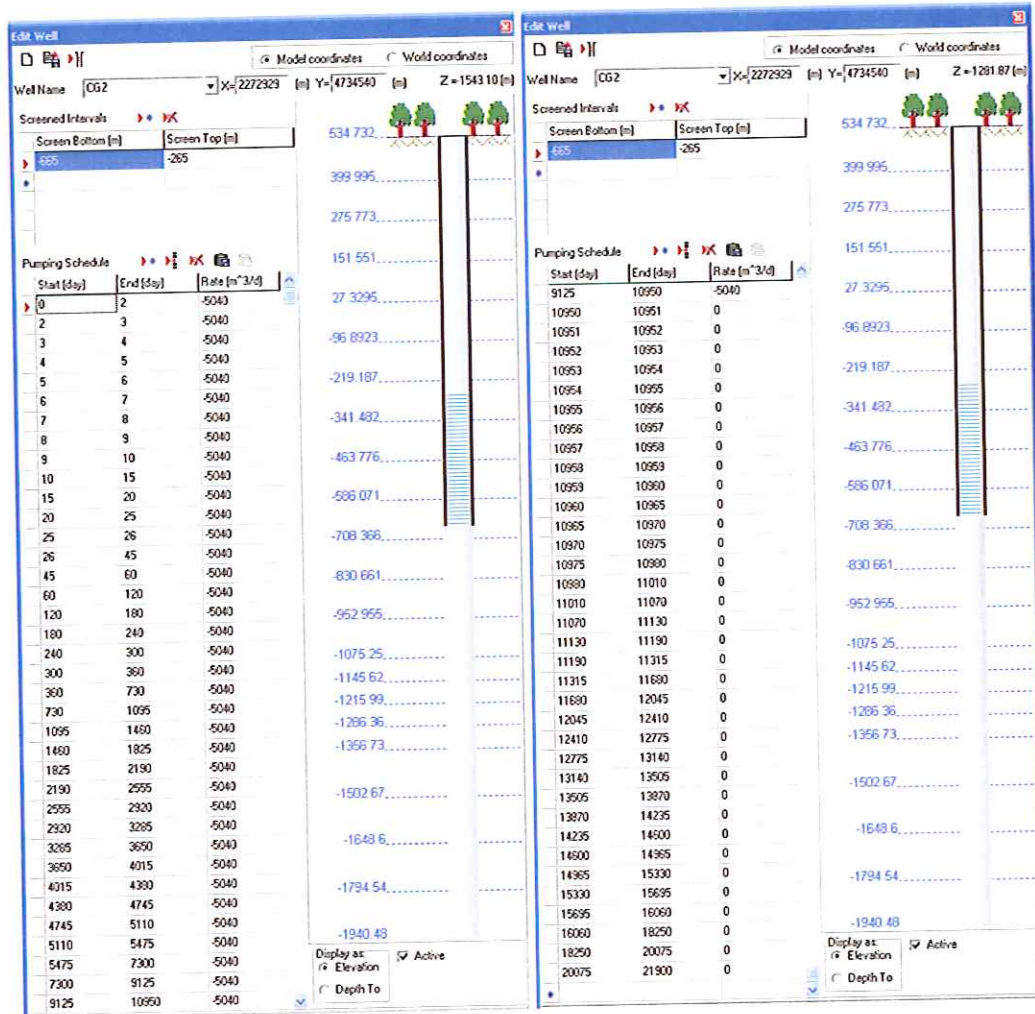 Edit Well
Model coordinates World coordinates
Well Name CG2 X= 2272929 (m) Y= 4734540 (m) Z =-1543.10 (m)
Screened Intervals
Screen Bottom (m) Screen Top (m)
-665 -265
Pumping Schedule
Start (day) End (day) Rate (m^3/d)
0 2 -5040
2 3 -5040
3 4 -5040
4 5 -5040
5 6 -5040
6 7 -5040
7 8 -5040
8 9 -5040
9 10 -5040
10 15 -5040
15 20 -5040
20 25 -5040
25 26 -5040
26 45 -5040
45 60 -5040
60 120 -5040
120 180 -5040
180 240 -5040
240 300 -5040
300 360 -5040
360 730 -5040
730 1095 -5040
1095 1460 -5040
1460 1825 -5040
1825 2190 -5040
2190 2555 -5040
2555 2920 -5040
2920 3285 -5040
3285 3650 -5040
3650 4015 -5040
4015 4380 -5040
4380 4745 -5040
4745 5110 -5040
5110 5475 -5040
5475 7300 -5040
7300 9125 -5040
9125 10950 -5040
534 732
399 995
275 773
151 551
27 3295
-96 8923
-219 187
-341 482
-463 776
-586 071
-708 366
-830 661
-952 955
-1075 25
-1145 62
-1215 99
-1286 36
-1356 73
-1502 67
-1648 6
-1794 54
-1940.48
Display as:
Elevation
Depth To
Active
Edit Well
Model coordinates World coordinates
Well Name CG2 X= 2272929 (m) Y= 4734540 (m) Z =-1281.87 (m)
Screened Intervals
Screen Bottom (m) Screen Top (m)
-665 -265
Pumping Schedule
Start (day) End (day) Rate (m^3/d)
9125 10950 -5040
10950 10951 0
10951 10952 0
10952 10953 0
10953 10954 0
10954 10955 0
10955 10956 0
10956 10957 0
10957 10958 0
10958 10959 0
10959 10960 0
10960 10965 0
10965 10970 0
10970 10975 0
10975 10980 0
10980 11010 0
11010 11070 0
11070 11130 0
11130 11190 0
11190 11315 0
11315 11680 0
11680 12045 0
12045 12410 0
12410 12775 0
12775 13140 0
13140 13505 0
13505 13870 0
13870 14235 0
14235 14600 0
14600 14965 0
14965 15330 0
15330 15695 0
15695 16060 0
16060 18250 0
18250 20075 0
20075 21900 0
534 732
399 995
275 773
151 551
27 3295
-96 8923
-219 187
-341 482
-463 776
-586 071
-708 366
-830 661
-952 955
-1075 25
-1145 62
-1215 99
-1286 36
-1356 73
-1502 67
-1648 6
-1794 54
-1940.48
Display as:
Elevation
Depth To
Active